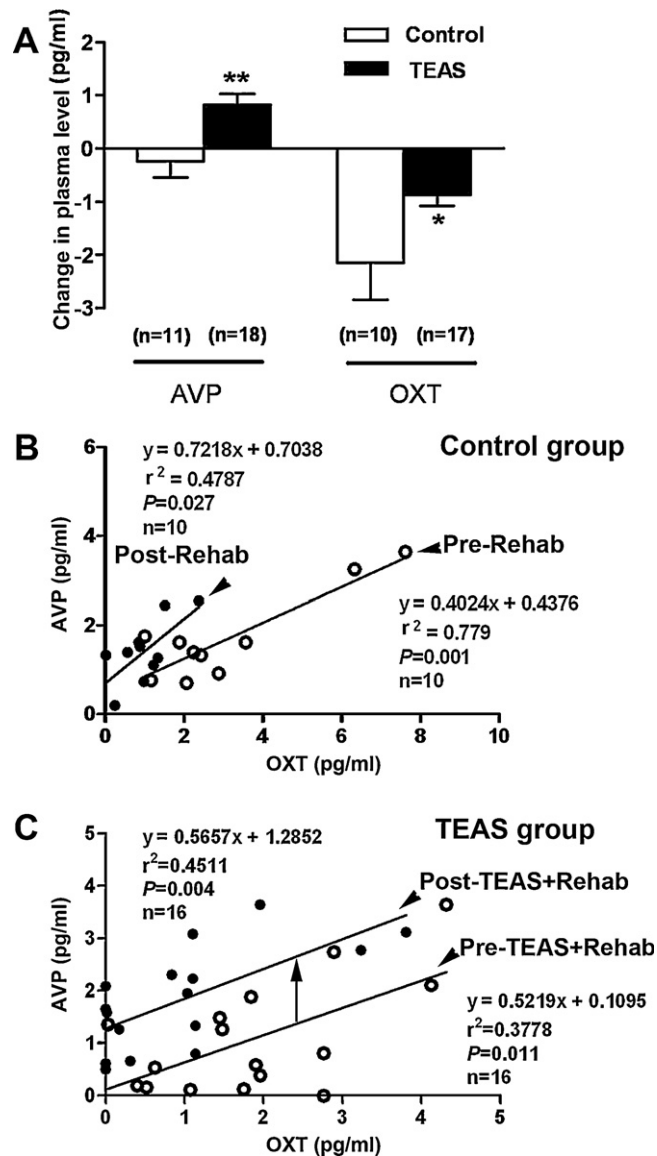 A
Control
TEAS
Change in plasma level (pg/ml)
2
1
0
-1
-2
-3
**
*
(n=11) (n=18) (n=10) (n=17)
AVP OXT
B
Control group
y = 0.7218x + 0.7038
r² = 0.4787
P=0.027
n=10
Post-Rehab
Pre-Rehab
y = 0.4024x + 0.4376
r² = 0.779
P=0.001
n=10
AVP (pg/ml)
6
4
2
0
0 2 4 6 8 10
OXT (pg/ml)
C
TEAS group
y = 0.5657x + 1.2852
r²=0.4511
P=0.004
n=16
Post-TEAS+Rehab
Pre-TEAS+Rehab
y = 0.5219x + 0.1095
r²=0.3778
P=0.011
n=16
AVP (pg/ml)
5
4
3
2
1
0
0 1 2 3 4 5
OXT (pg/ml)